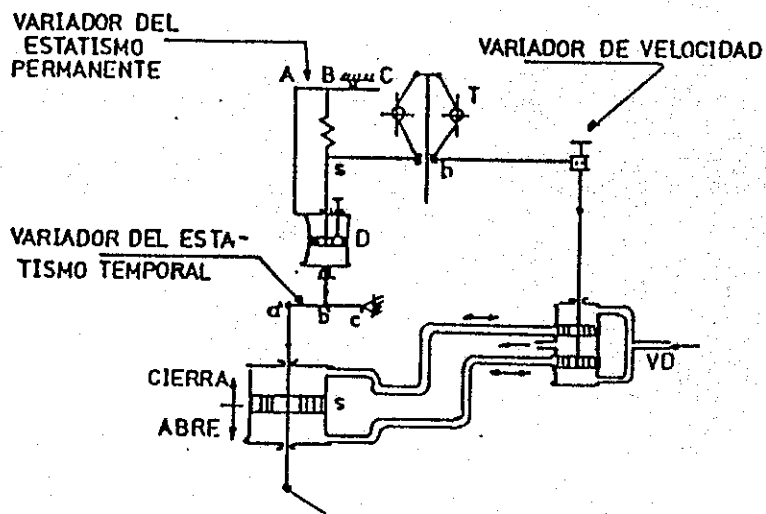 VARIADOR DEL
ESTATISMO
PERMANENTE
VARIADOR DE VELOCIDAD
A B C
T
s
h
D
VARIADOR DEL ESTA-
TISMO TEMPORAL
a b c
VD
CIERRA
s
ABRE